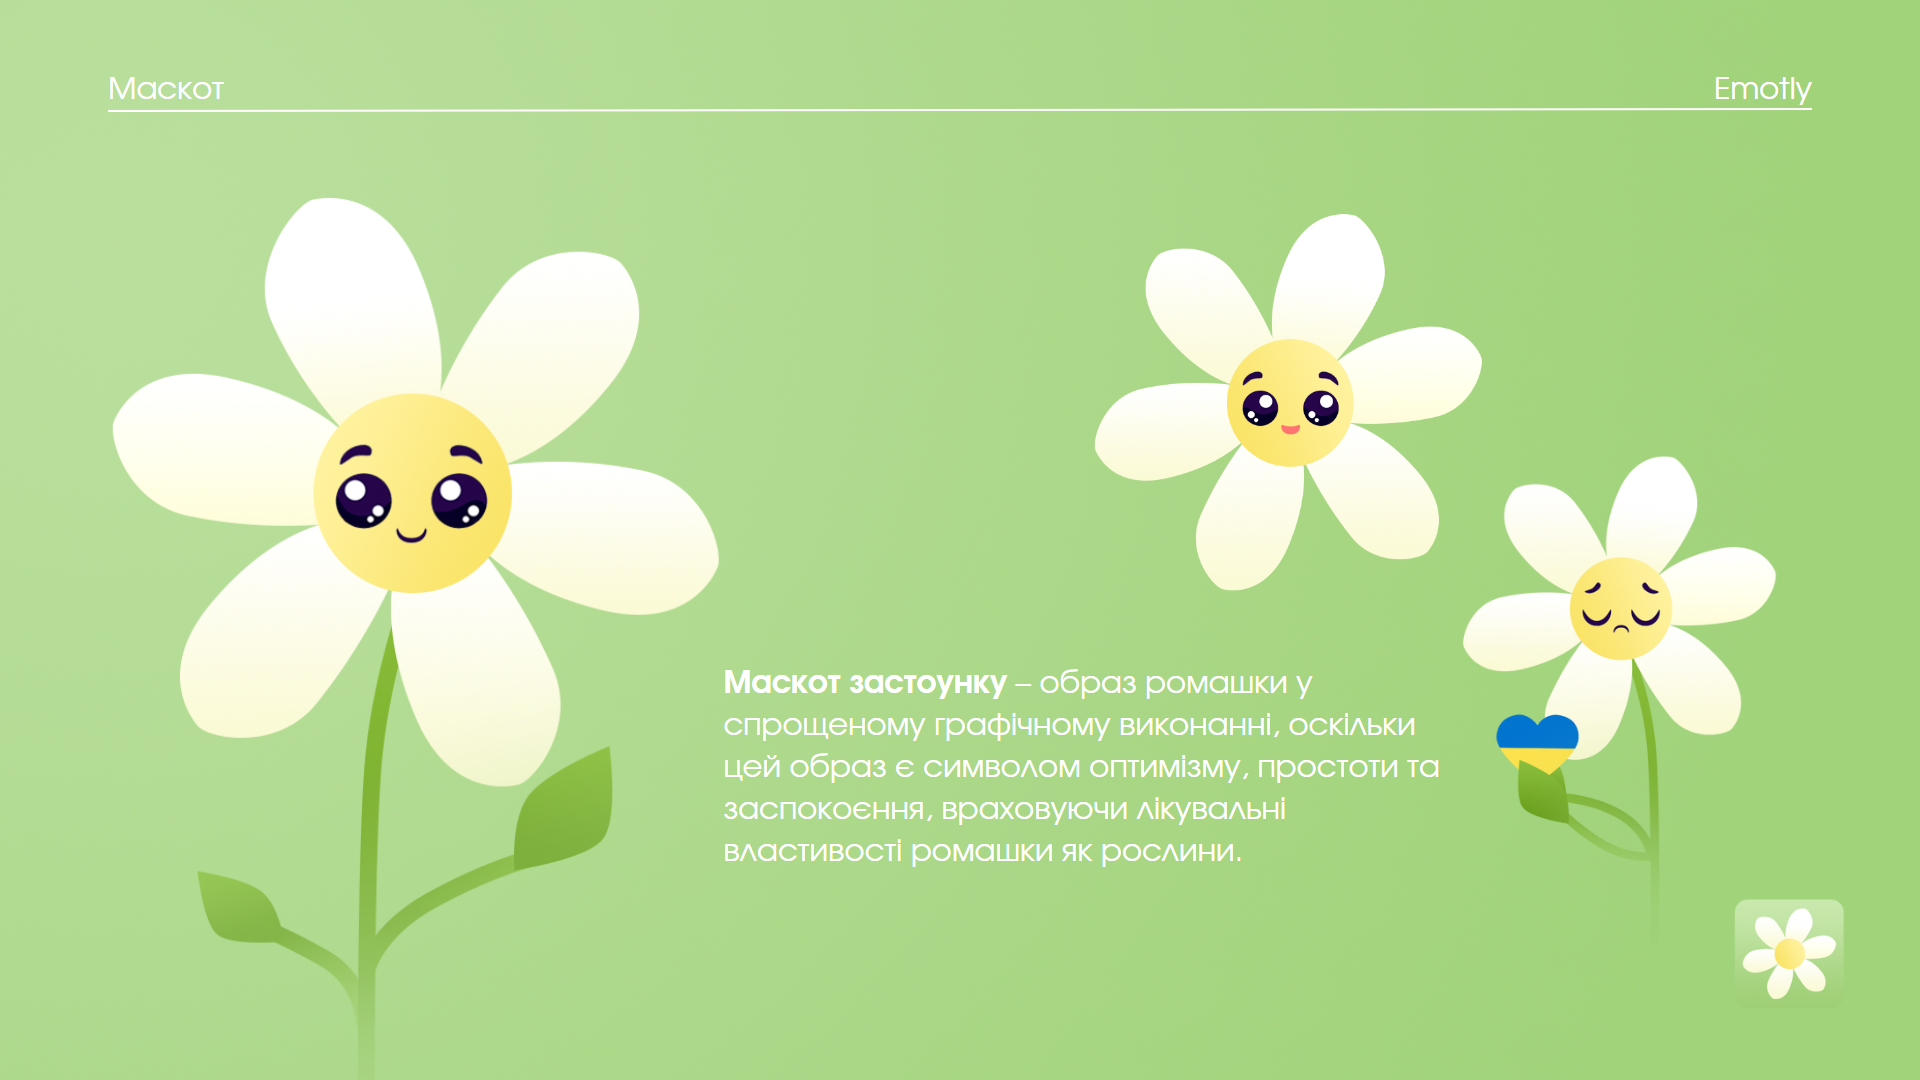 Маскот
Emotly
Маскот застоунку – образ ромашки у
спрощеному графічному виконанні, оскільки
цей образ є символом оптимізму, простоти та
заспокоєння, враховуючи лікувальні
властивості ромашки як рослини.